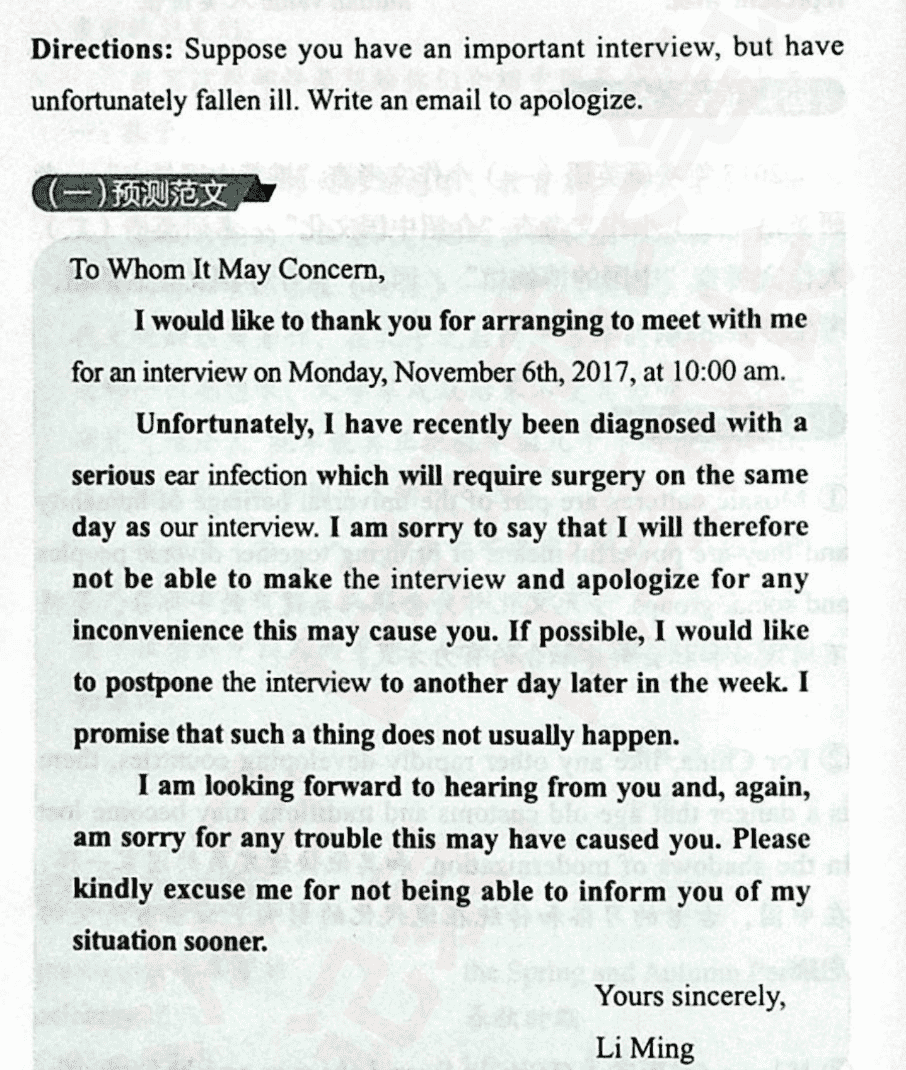 Directions: Suppose you have an important interview, but have
unfortunately fallen ill. Write an email to apologize.
(一)预测范文
To Whom It May Concern,
I would like to thank you for arranging to meet with me
for an interview on Monday, November 6th, 2017, at 10:00 am.
Unfortunately, I have recently been diagnosed with a
serious ear infection which will require surgery on the same
day as our interview. I am sorry to say that I will therefore
not be able to make the interview and apologize for any
inconvenience this may cause you. If possible, I would like
to postpone the interview to another day later in the week. I
promise that such a thing does not usually happen.
I am looking forward to hearing from you and, again,
am sorry for any trouble this may have caused you. Please
kindly excuse me for not being able to inform you of my
situation sooner.
Yours sincerely,
Li Ming